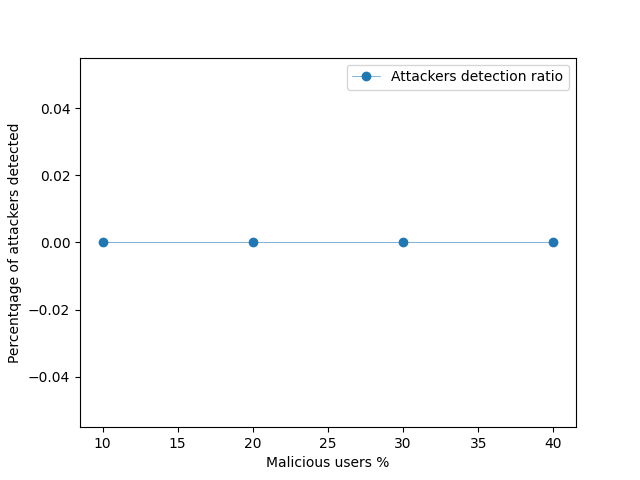 Attackers detection ratio
0.04
0.02
0.00
−0.02
−0.04
Percentqage of attackers detected
10 15 20 25 30 35 40
Malicious users %